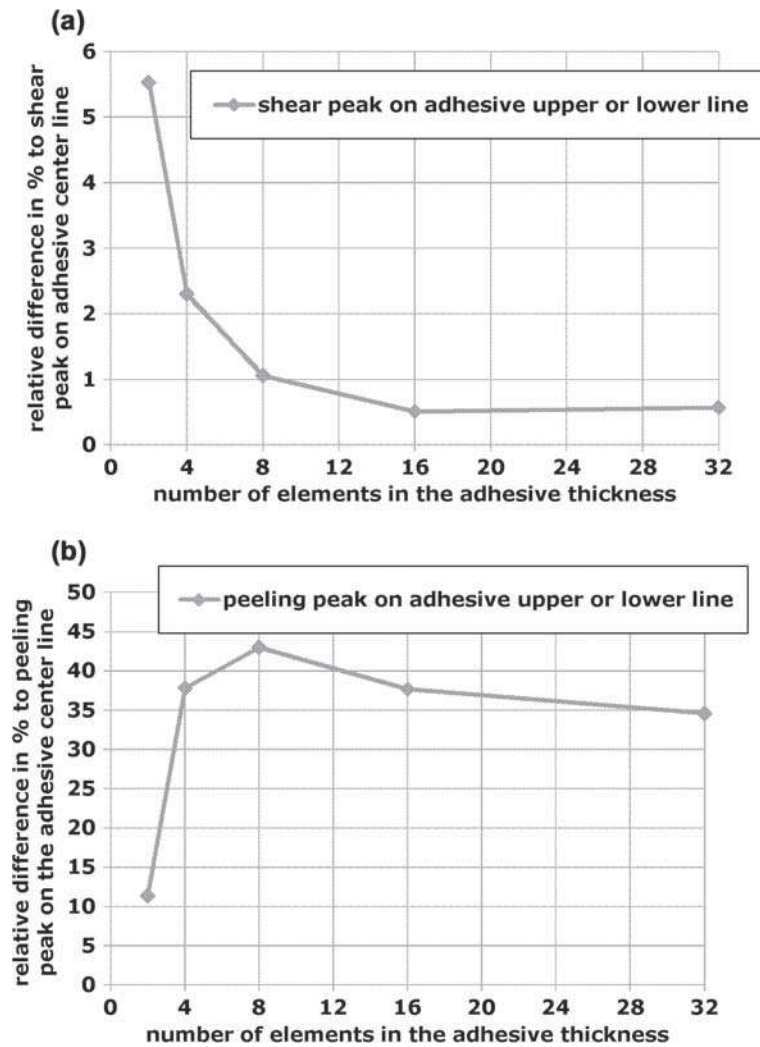 (a)
relative difference in % to shear
peak on adhesive center line
6
5
4
3
2
1
0
shear peak on adhesive upper or lower line
0 4 8 12 16 20 24 28 32
number of elements in the adhesive thickness
(b)
relative difference in % to peeling
peak on the adhesive center line
50
45
40
35
30
25
20
15
10
5
0
peeling peak on adhesive upper or lower line
0 4 8 12 16 20 24 28 32
number of elements in the adhesive thickness